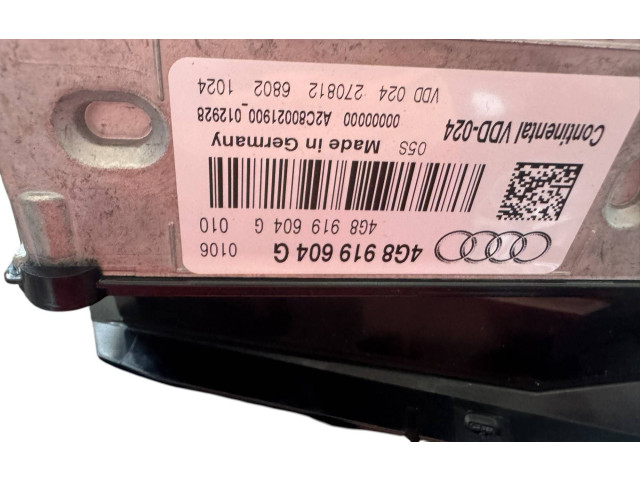 4G8 919 604 G
0106
4G8 919 604 G
010
05S
Made in Germany
Continental VDD-024
00000000 A2C80021900_012928
VDD 024 270812 6802 1024